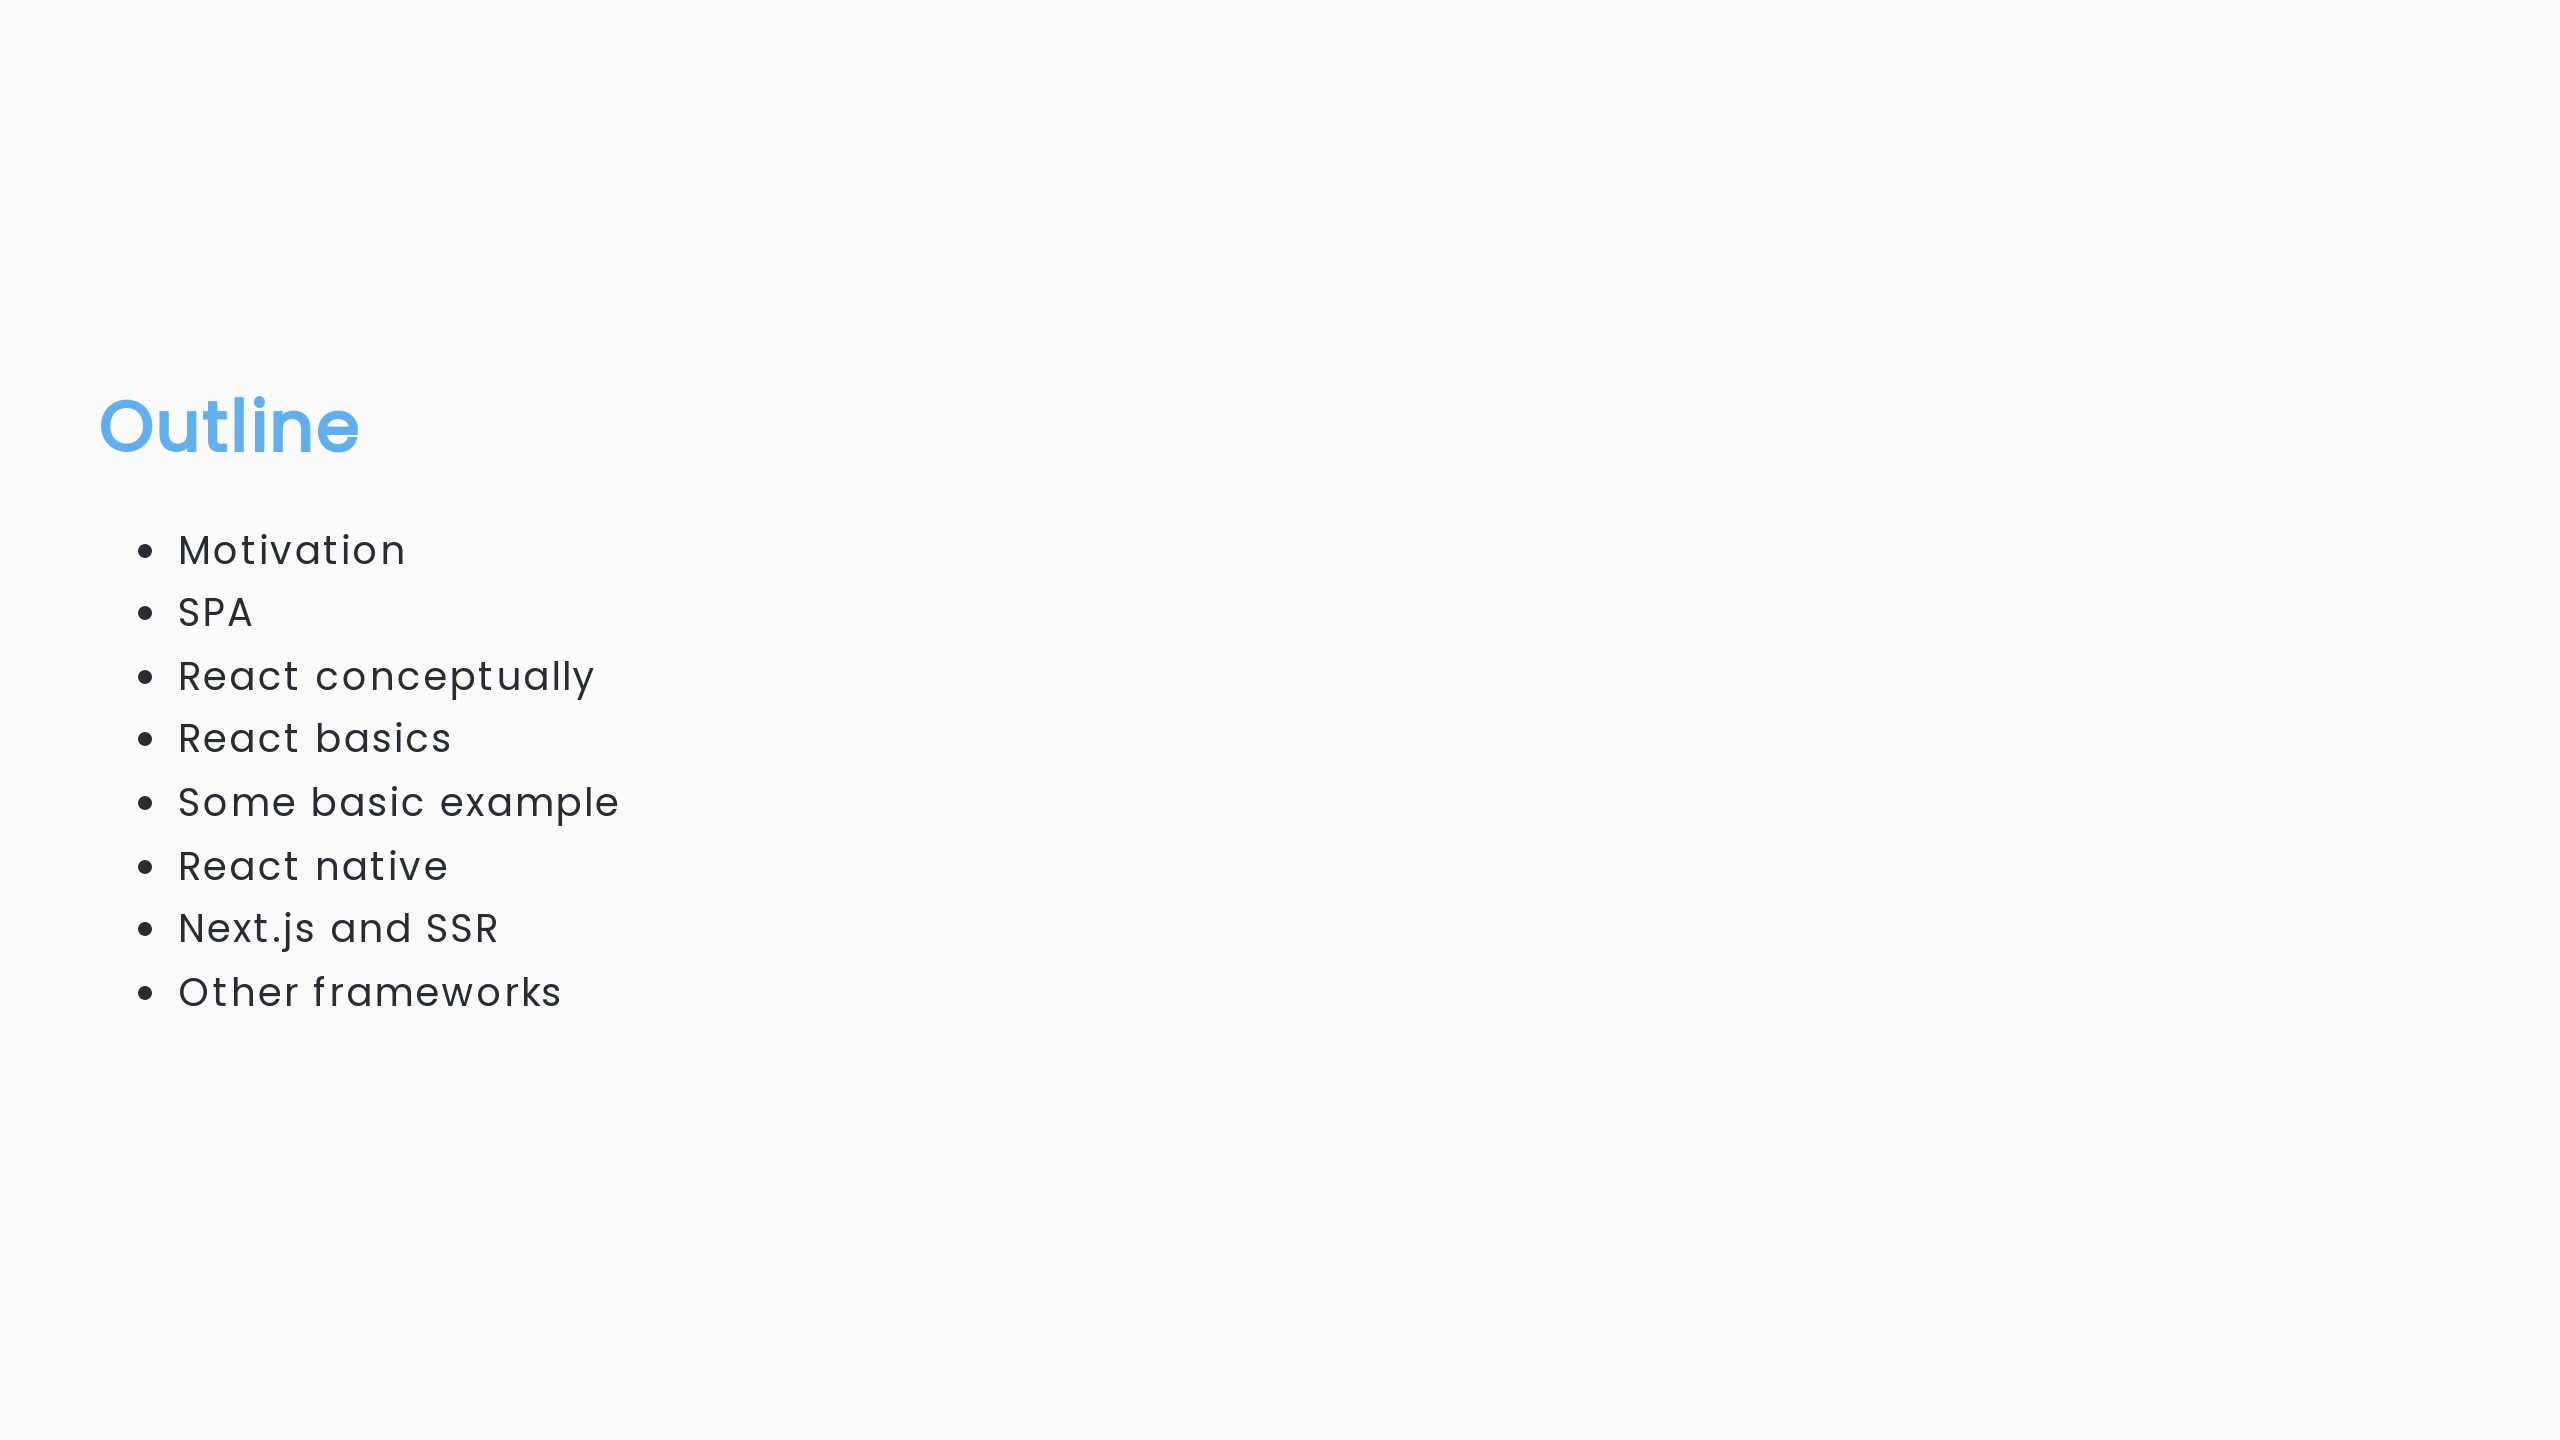 Outline
Motivation
SPA
React conceptually
React basics
Some basic example
React native
Next.js and SSR
Other frameworks